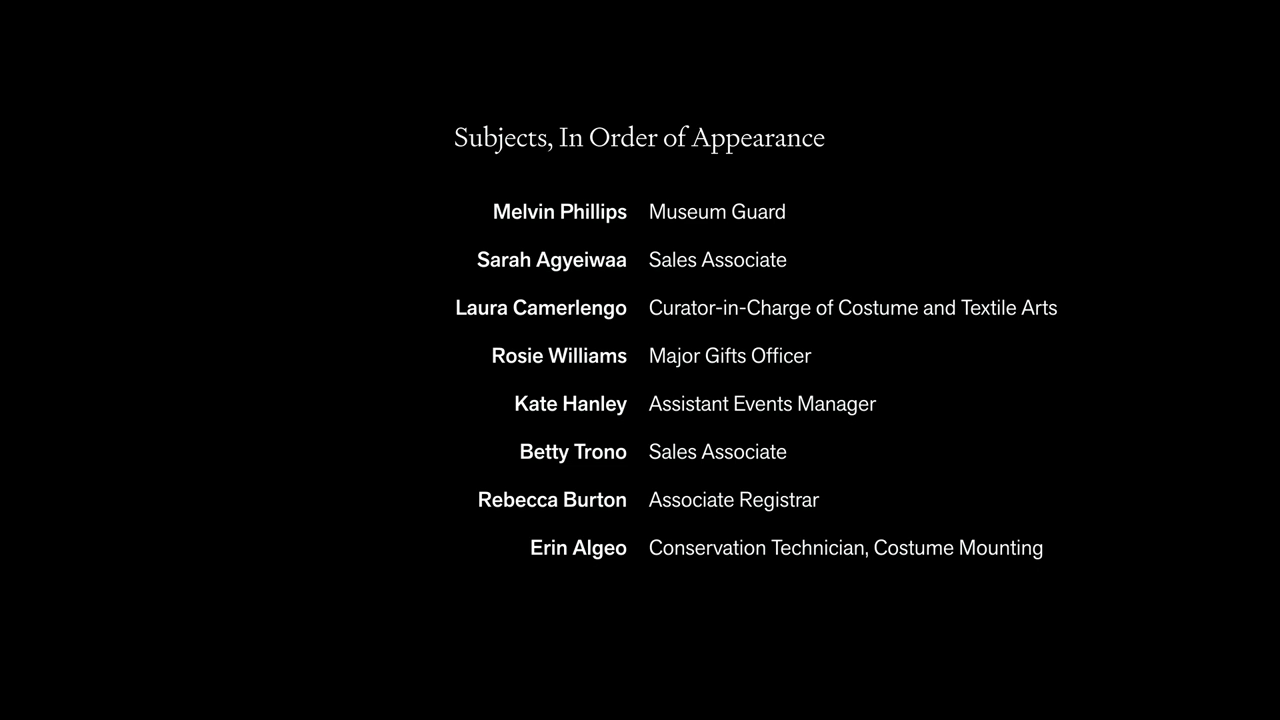 Subjects, In Order of Appearance
Melvin Phillips Museum Guard
Sarah Agyeiwaa Sales Associate
Laura Camerlengo Curator-in-Charge of Costume and Textile Arts
Rosie Williams Major Gifts Officer
Kate Hanley Assistant Events Manager
Betty Trono Sales Associate
Rebecca Burton Associate Registrar
Erin Algeo Conservation Technician, Costume Mounting